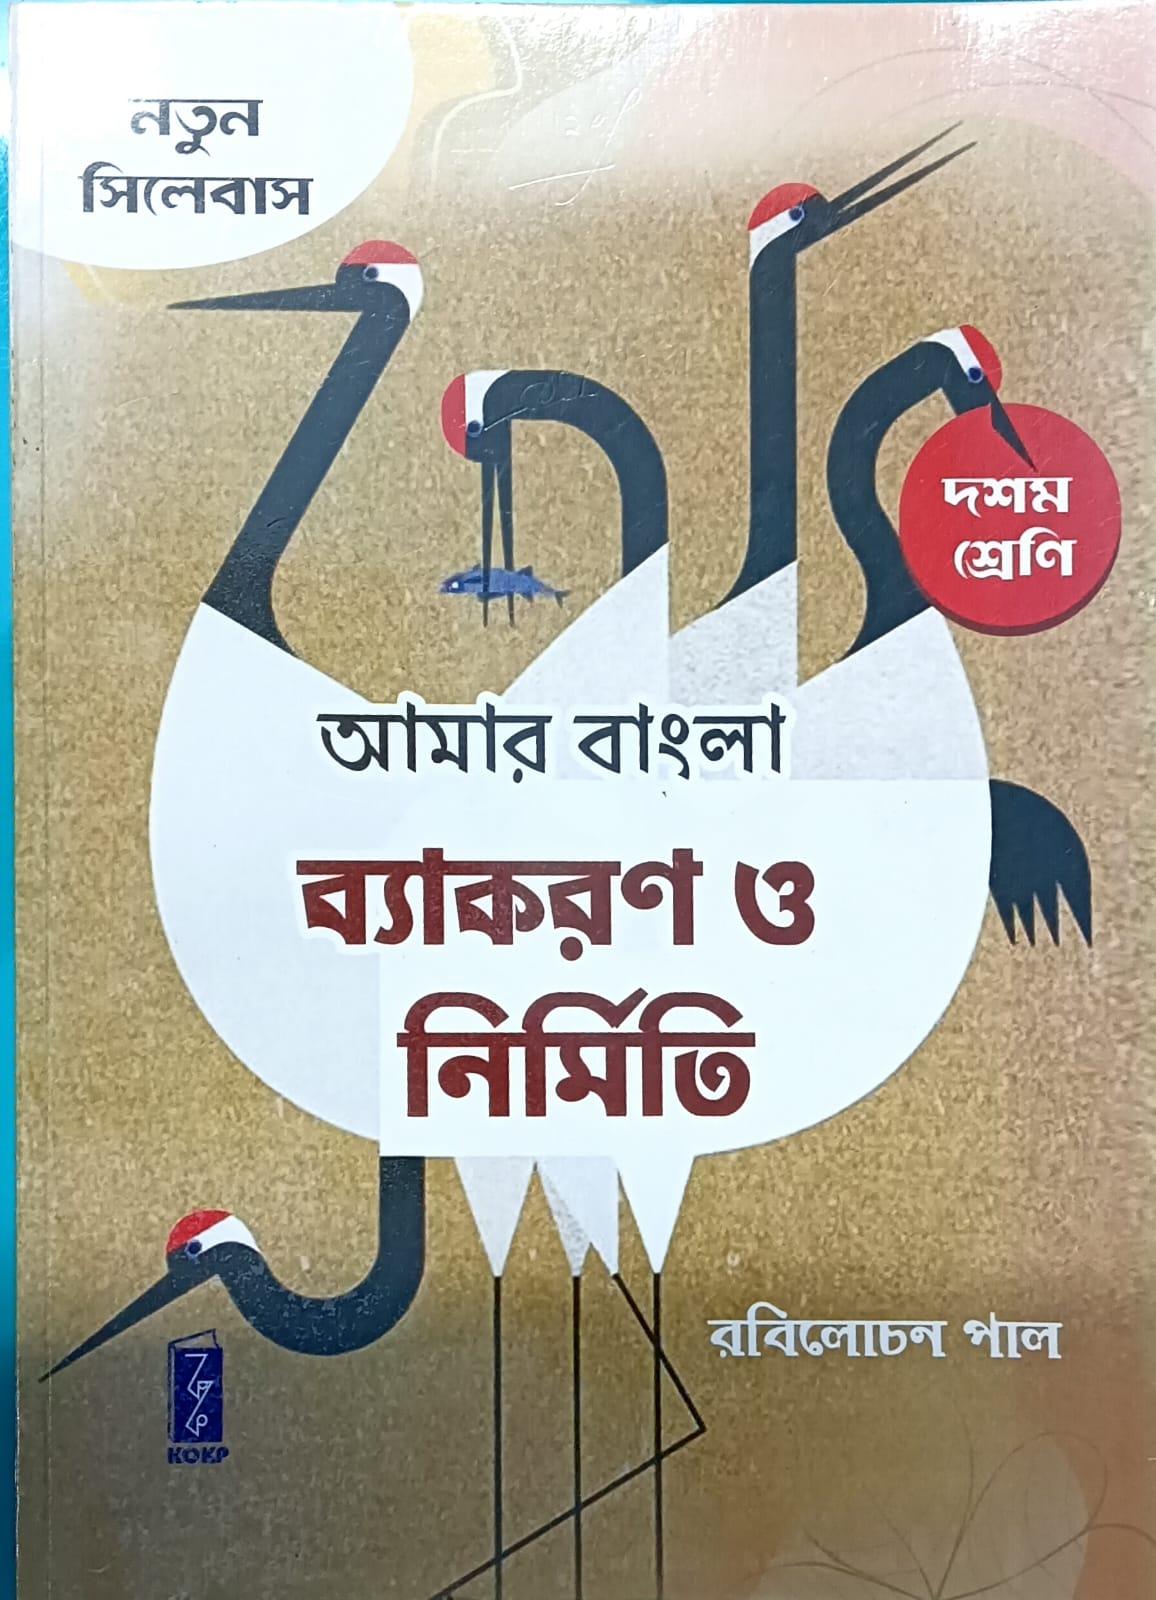 নতুন
সিলেবাস
দশম
শ্রেণি
আমার বাংলা
ব্যাকরণ ও
নির্মিতি
রবিলোচন পাল
KOKP